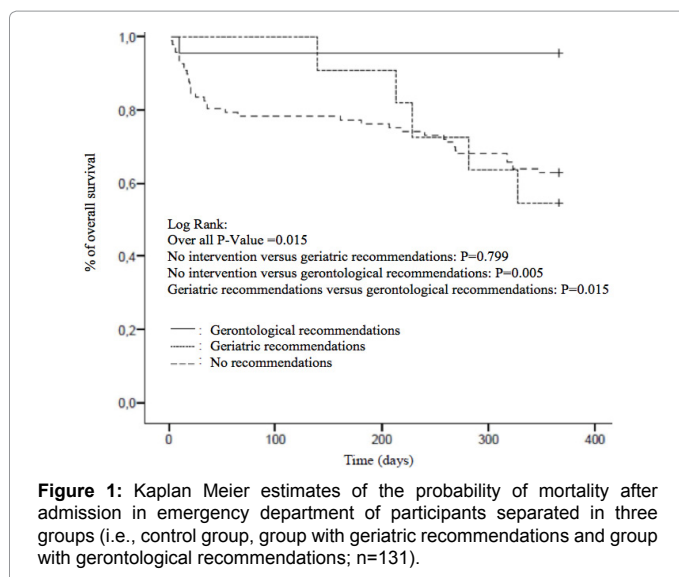 1,0
0,8
0,6
0,4
0,2
0,0
% of overall survival
Log Rank:
Over all P-Value =0.015
No intervention versus geriatric recommendations: P=0.799
No intervention versus gerontological recommendations: P=0.005
Geriatric recommendations versus gerontological recommendations: P=0.015
: Gerontological recommendations
: Geriatric recommendations
: No recommendations
0 100 200 300 400
Time (days)
Figure 1: Kaplan Meier estimates of the probability of mortality after
admission in emergency department of participants separated in three
groups (i.e., control group, group with geriatric recommendations and group
with gerontological recommendations; n=131).